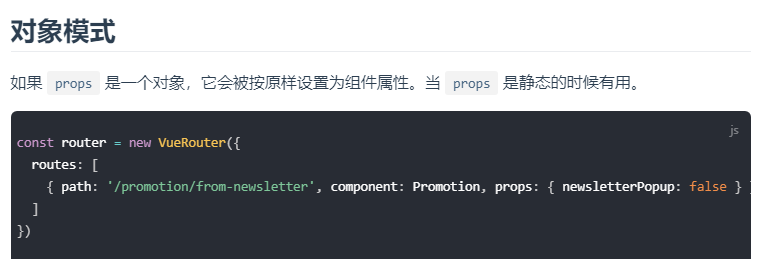 对象模式
如果 props 是一个对象，它会被按原样设置为组件属性。当 props 是静态的时候有用。
js
const router = new VueRouter({
  routes: [
    { path: '/promotion/from-newsletter', component: Promotion, props: { newsletterPopup: false } }
  ]
})